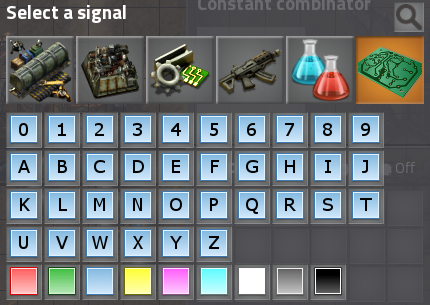 Constant combinator
Select a signal
0 1 2 3 4 5 6 7 8 9
A B C D E F G H I J
Off
K L M N O P Q R S T
U V W X Y Z